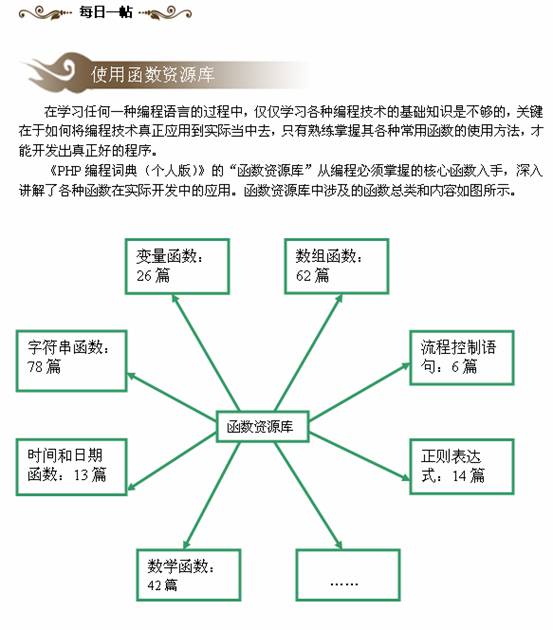 每日一帖
使用函数资源库
在学习任何一种编程语言的过程中，仅仅学习各种编程技术的基础知识是不够的，关键
在于如何将编程技术真正应用到实际当中去，只有熟练掌握其各种常用函数的使用方法，才
能开发出真正好的程序。
《PHP 编程词典（个人版）》的“函数资源库”从编程必须掌握的核心函数入手，深入
讲解了各种函数在实际开发中的应用。函数资源库中涉及的函数总类和内容如图所示。
变量函数：
26 篇
数组函数：
62 篇
字符串函数：
78 篇
流程控制语
句：6 篇
函数资源库
时间和日期
函数：13 篇
正则表达
式：14 篇
数学函数：
42 篇
……